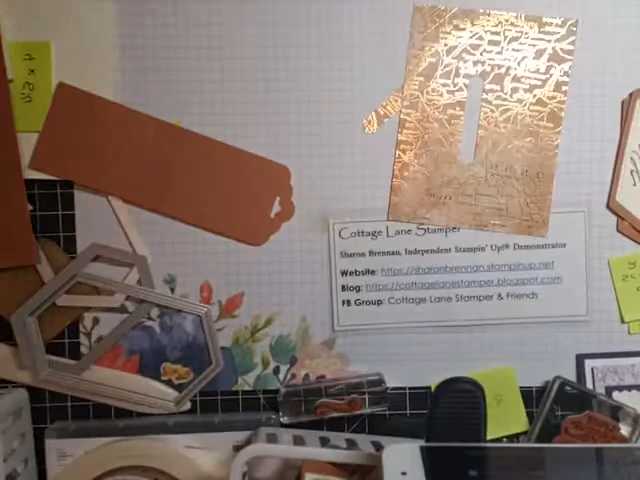 Cottage Lane Stamper
Sharon Brennan, Independent Stampin' Up!® Demonstrator
Website: https://sharonbrennan.stampinup.net
Blog: https://cottagelanestamper.blogspot.com
FB Group: Cottage Lane Stamper & Friends